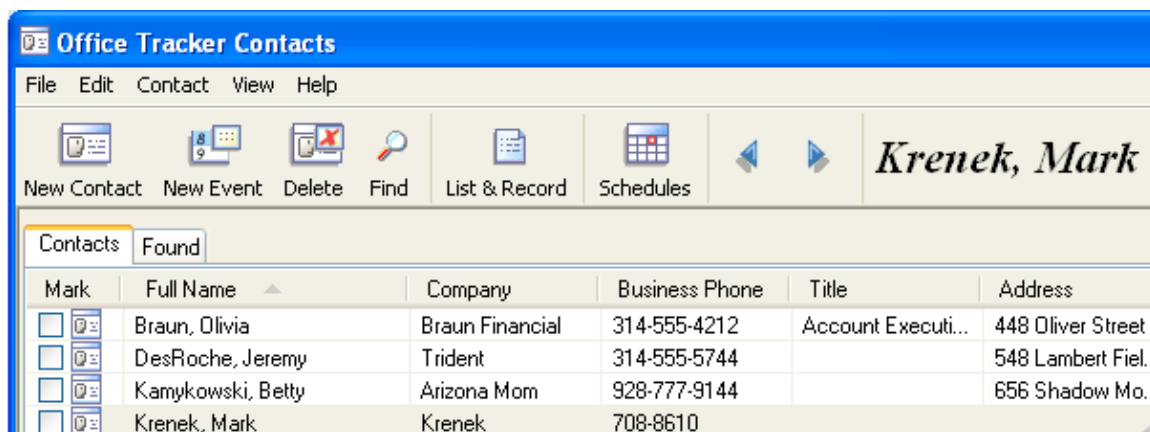 Office Tracker Contacts
File Edit Contact View Help
Krenek, Mark
New Contact New Event Delete Find List & Record Schedules
Contacts Found
Mark Full Name Company Business Phone Title Address
Braun, Olivia Braun Financial 314-555-4212 Account Executi... 448 Oliver Street
DesRoche, Jeremy Trident 314-555-5744 548 Lambert Fiel.
Kamykowski, Betty Arizona Mom 928-777-9144 656 Shadow Mo.
Krenek, Mark Krenek 708-8610